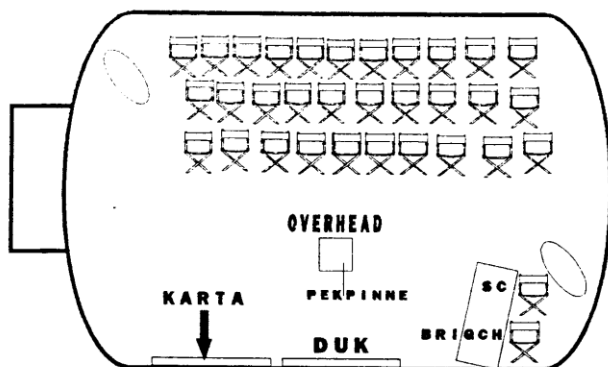 OVERHEAD
PEKPINNE
KARTA
DUK
SC
BRIGCH